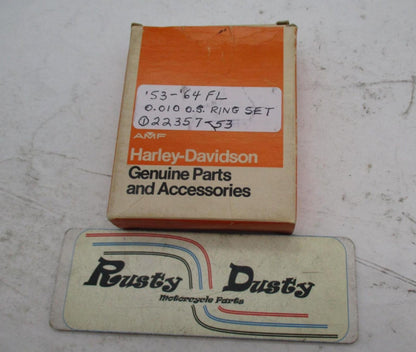 '53-'64 FL
0.010 O.S. RING SET
① 22357-53
AMF
Harley-Davidson
Genuine Parts
and Accessories
Rusty Dusty
Motorcycle Parts